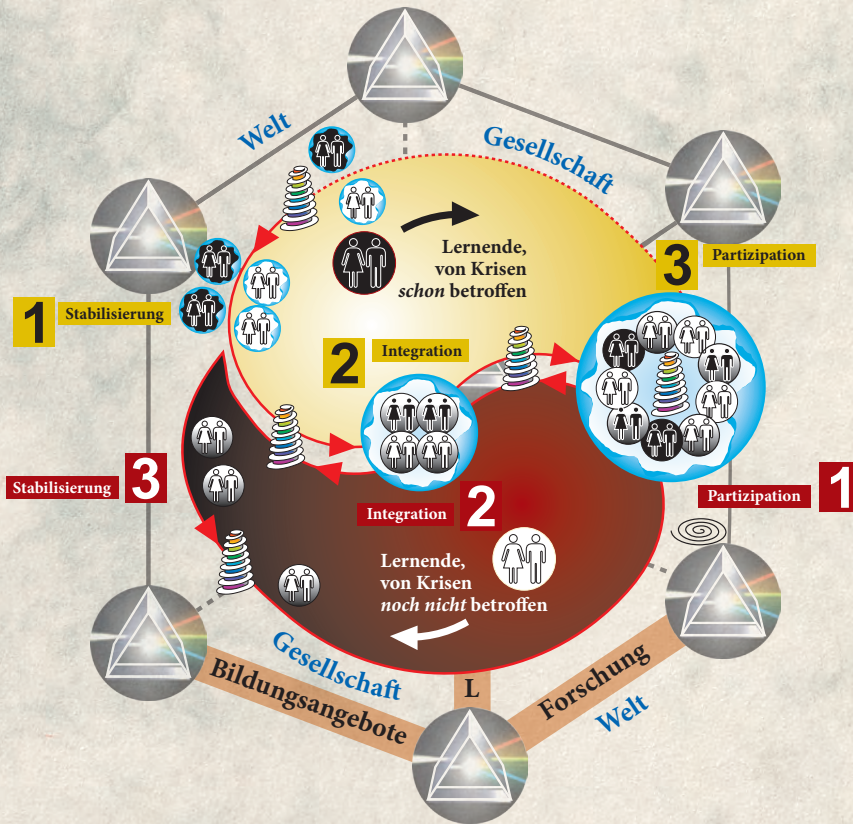 Welt
Gesellschaft
Lernende,
von Krisen
schon betroffen
3 Partizipation
1 Stabilisierung
2 Integration
Stabilisierung 3
Partizipation 1
Integration 2
Lernende,
von Krisen
noch nicht betroffen
Gesellschaft
Bildungsangebote
L
Forschung
Welt